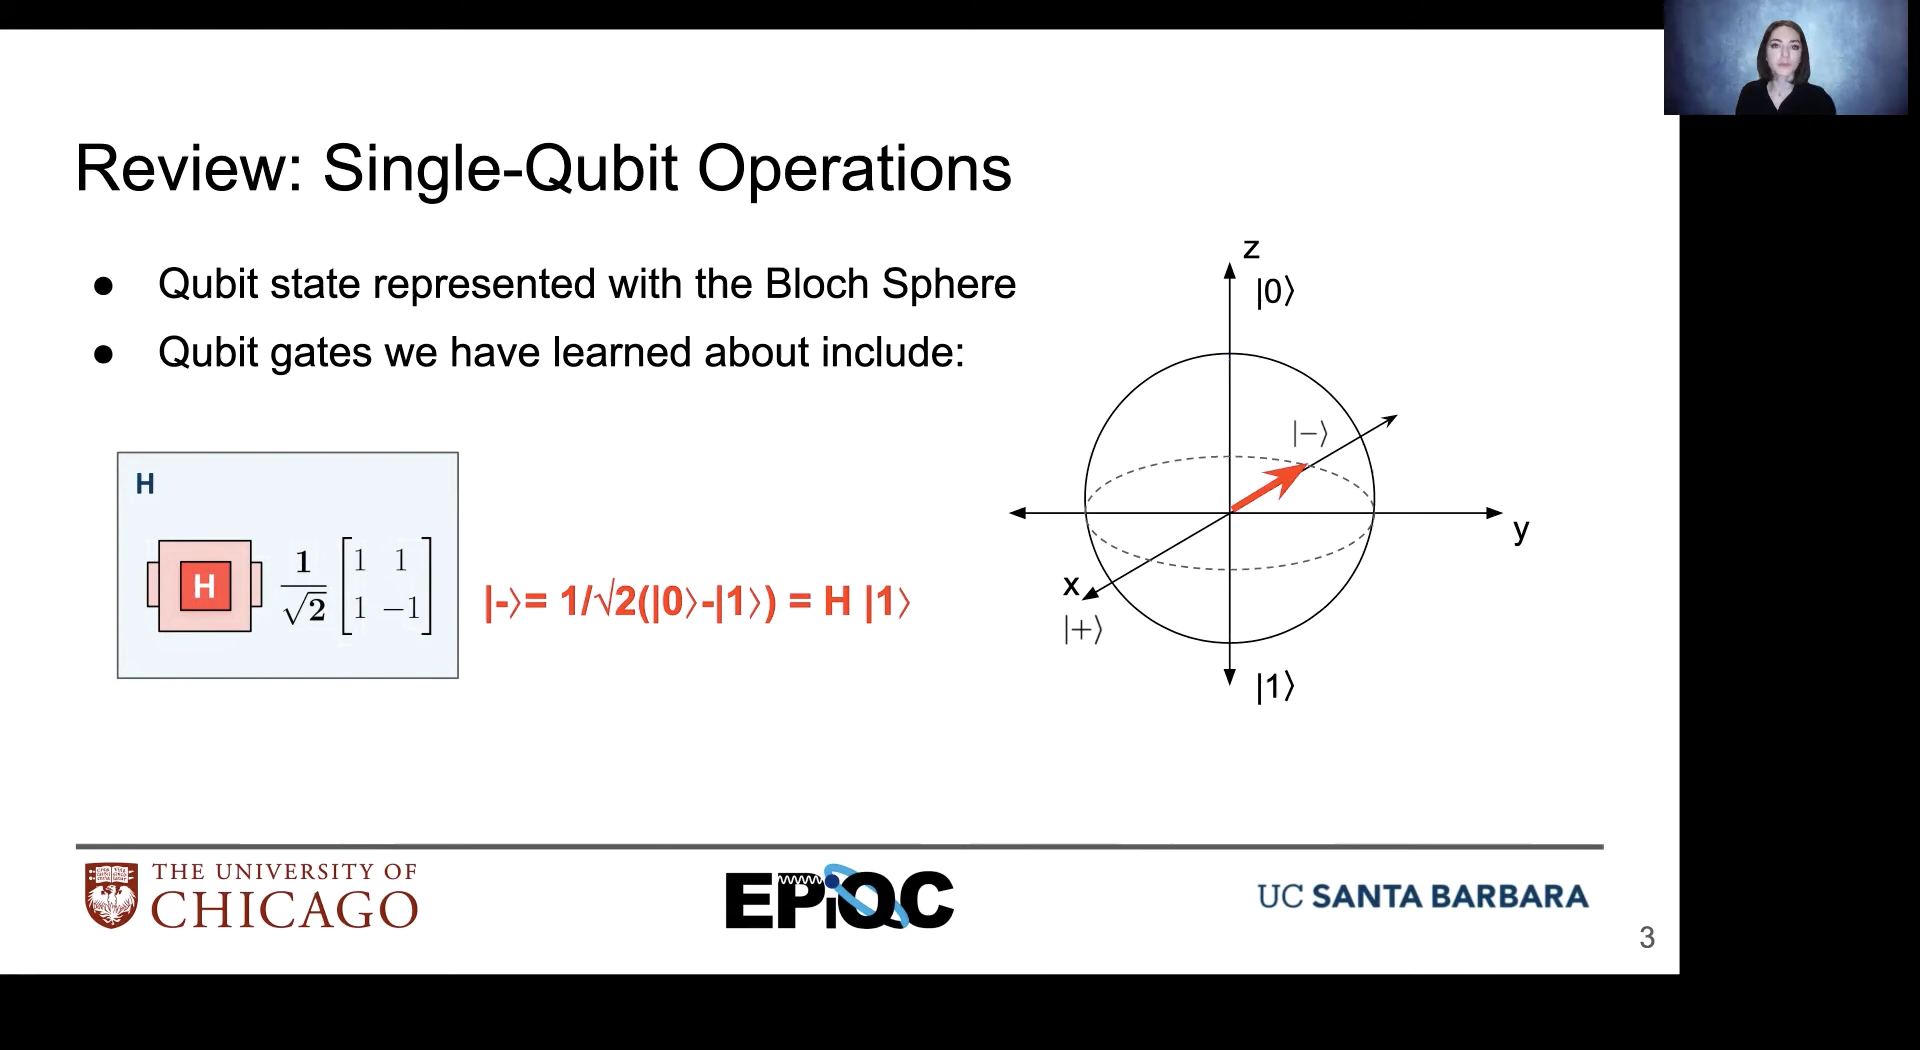 Review: Single-Qubit Operations
● Qubit state represented with the Bloch Sphere
● Qubit gates we have learned about include:
H
H
1/√2 [1 1
1 −1]
|-⟩= 1/√2(|0⟩-|1⟩) = H |1⟩
z
|0⟩
|−⟩
y
x
|+⟩
|1⟩
THE UNIVERSITY OF
CHICAGO
EPiQC
UC SANTA BARBARA
3